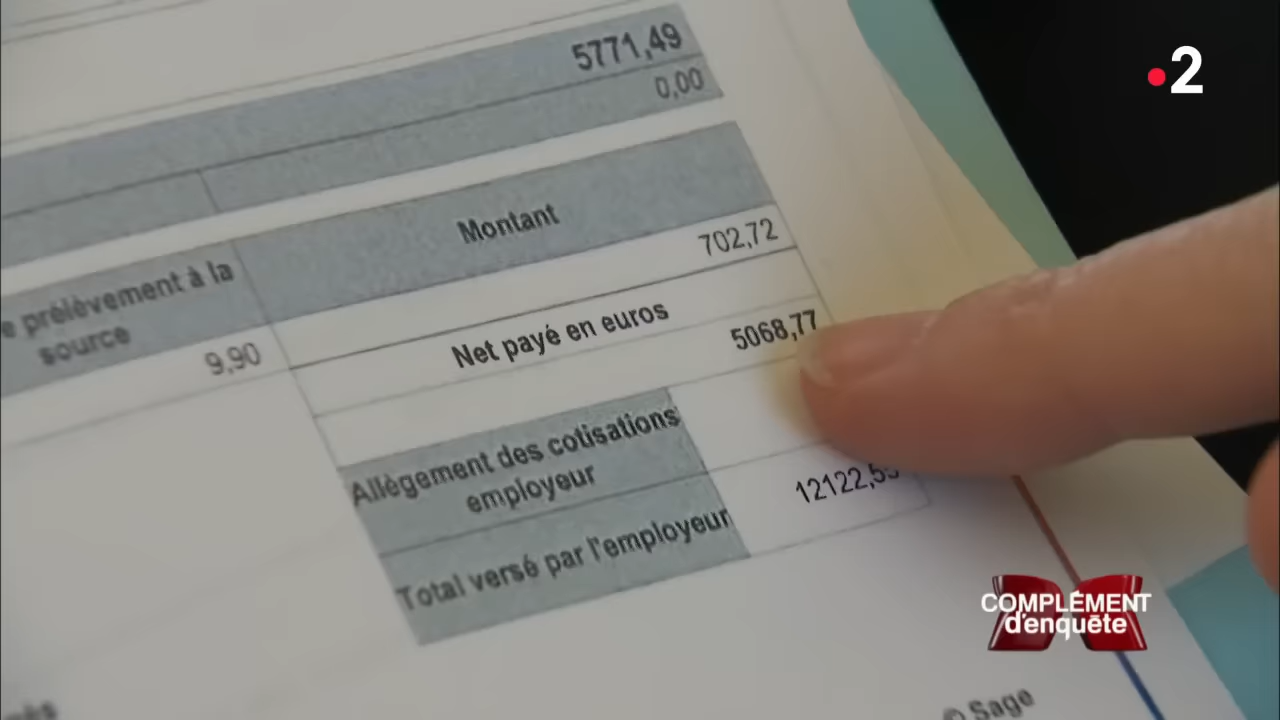 5771,49
0,00
2
Montant
702,72
e prélèvement à la
source
9,90
Net payé en euros
5068,77
Allègement des cotisations
employeur
Total versé par l'employeur
12122,55
COMPLÉMENT
d'enquête
© Sage